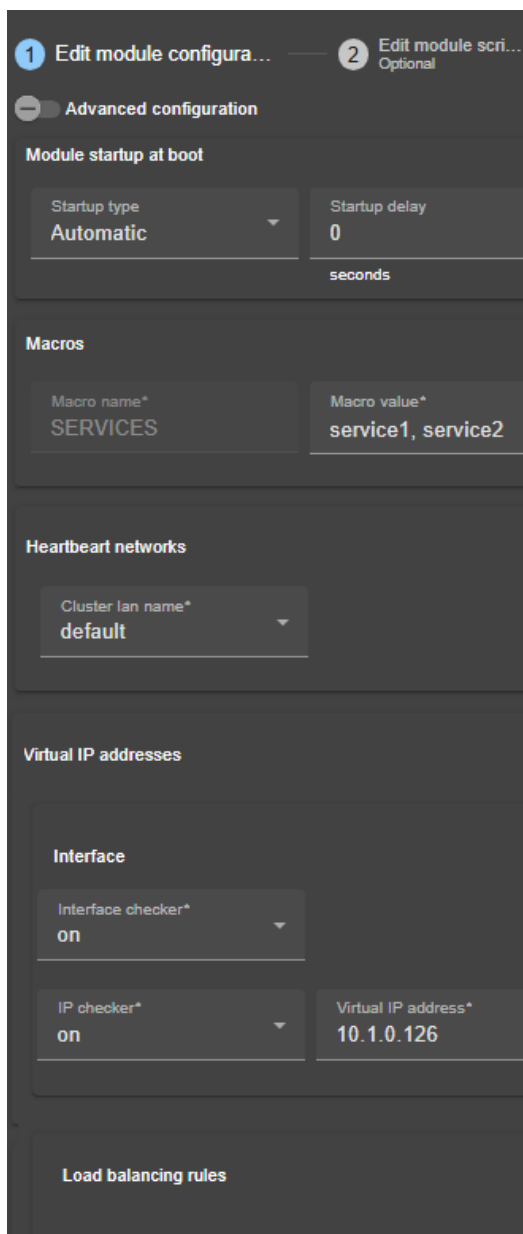 1 Edit module configura... 2 Edit module scri...
Optional
Advanced configuration
Module startup at boot
Startup type Startup delay
Automatic 0
seconds
Macros
Macro name* Macro value*
SERVICES service1, service2
Heartbeart networks
Cluster lan name*
default
Virtual IP addresses
Interface
Interface checker*
on
IP checker* Virtual IP address*
on 10.1.0.126
Load balancing rules